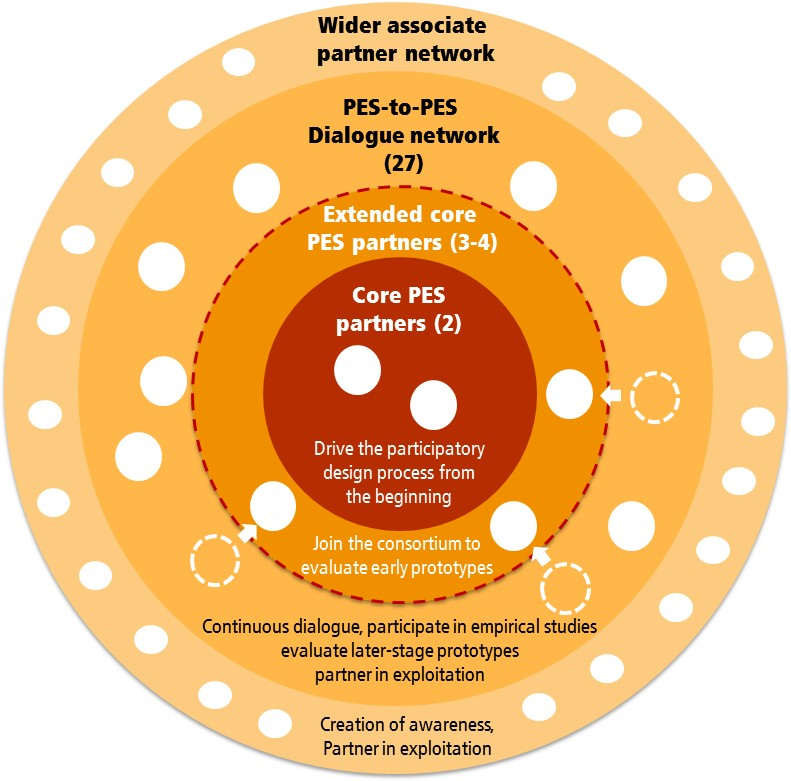 Wider associate
partner network
PES-to-PES
Dialogue network
(27)
Extended core
PES partners (3-4)
Core PES
partners (2)
Drive the participatory
design process from
the beginning
Join the consortium to
evaluate early prototypes
Continuous dialogue, participate in empirical studies
evaluate later-stage prototypes
partner in exploitation
Creation of awareness,
Partner in exploitation